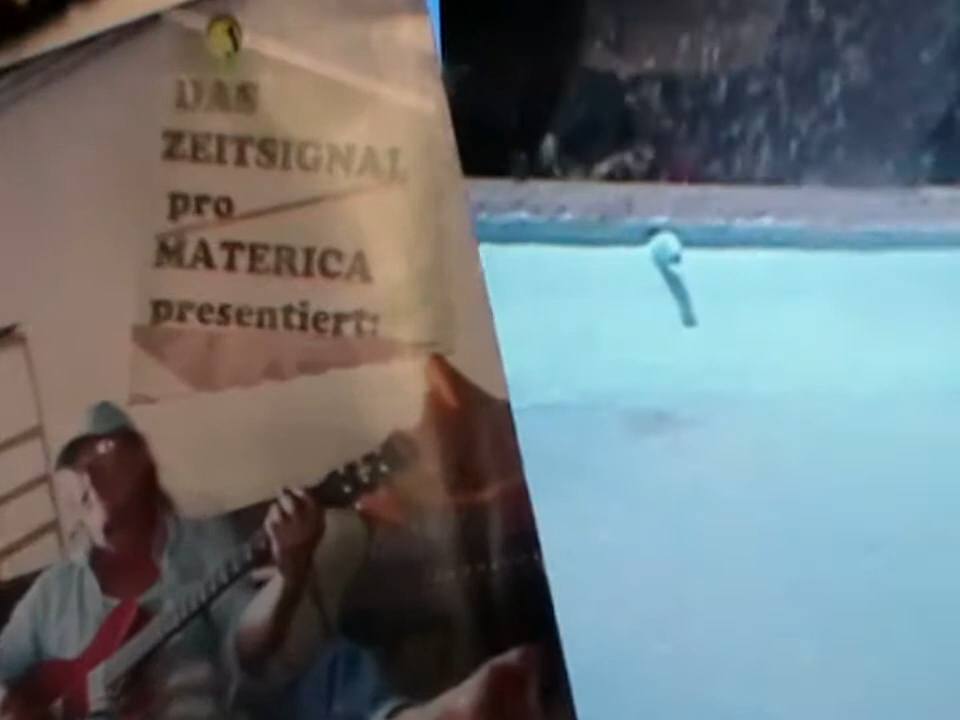 DAS
ZEITSIGNAL
pro
MATERICA
presentiert: